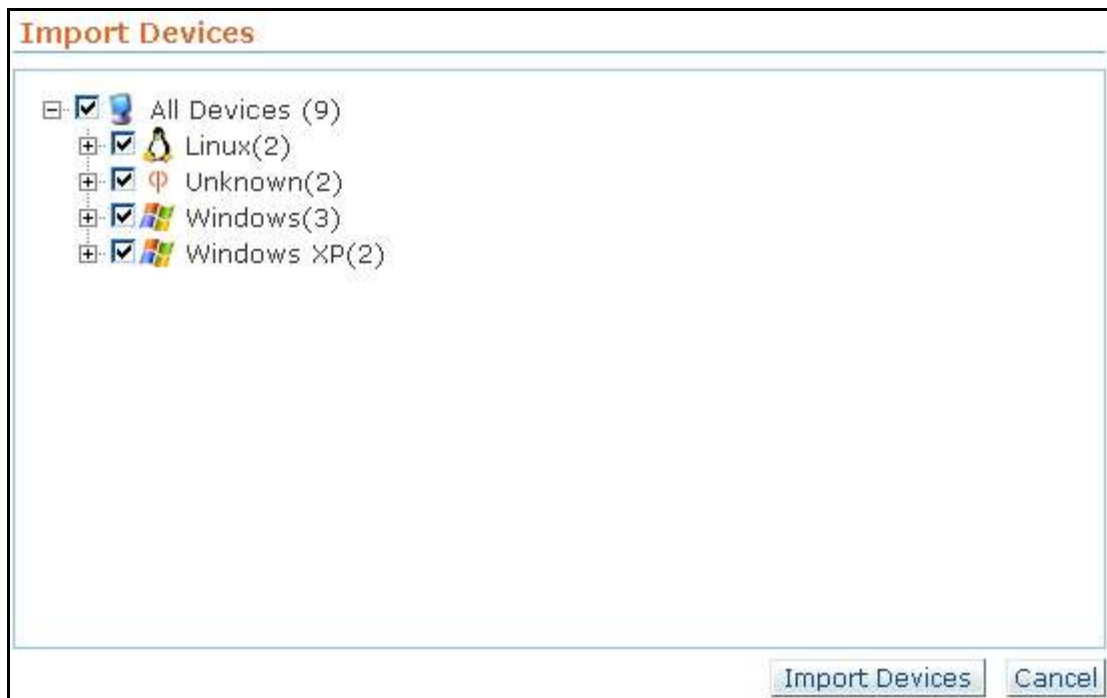 Import Devices
All Devices (9)
Linux(2)
Unknown(2)
Windows(3)
Windows XP(2)
Import Devices Cancel